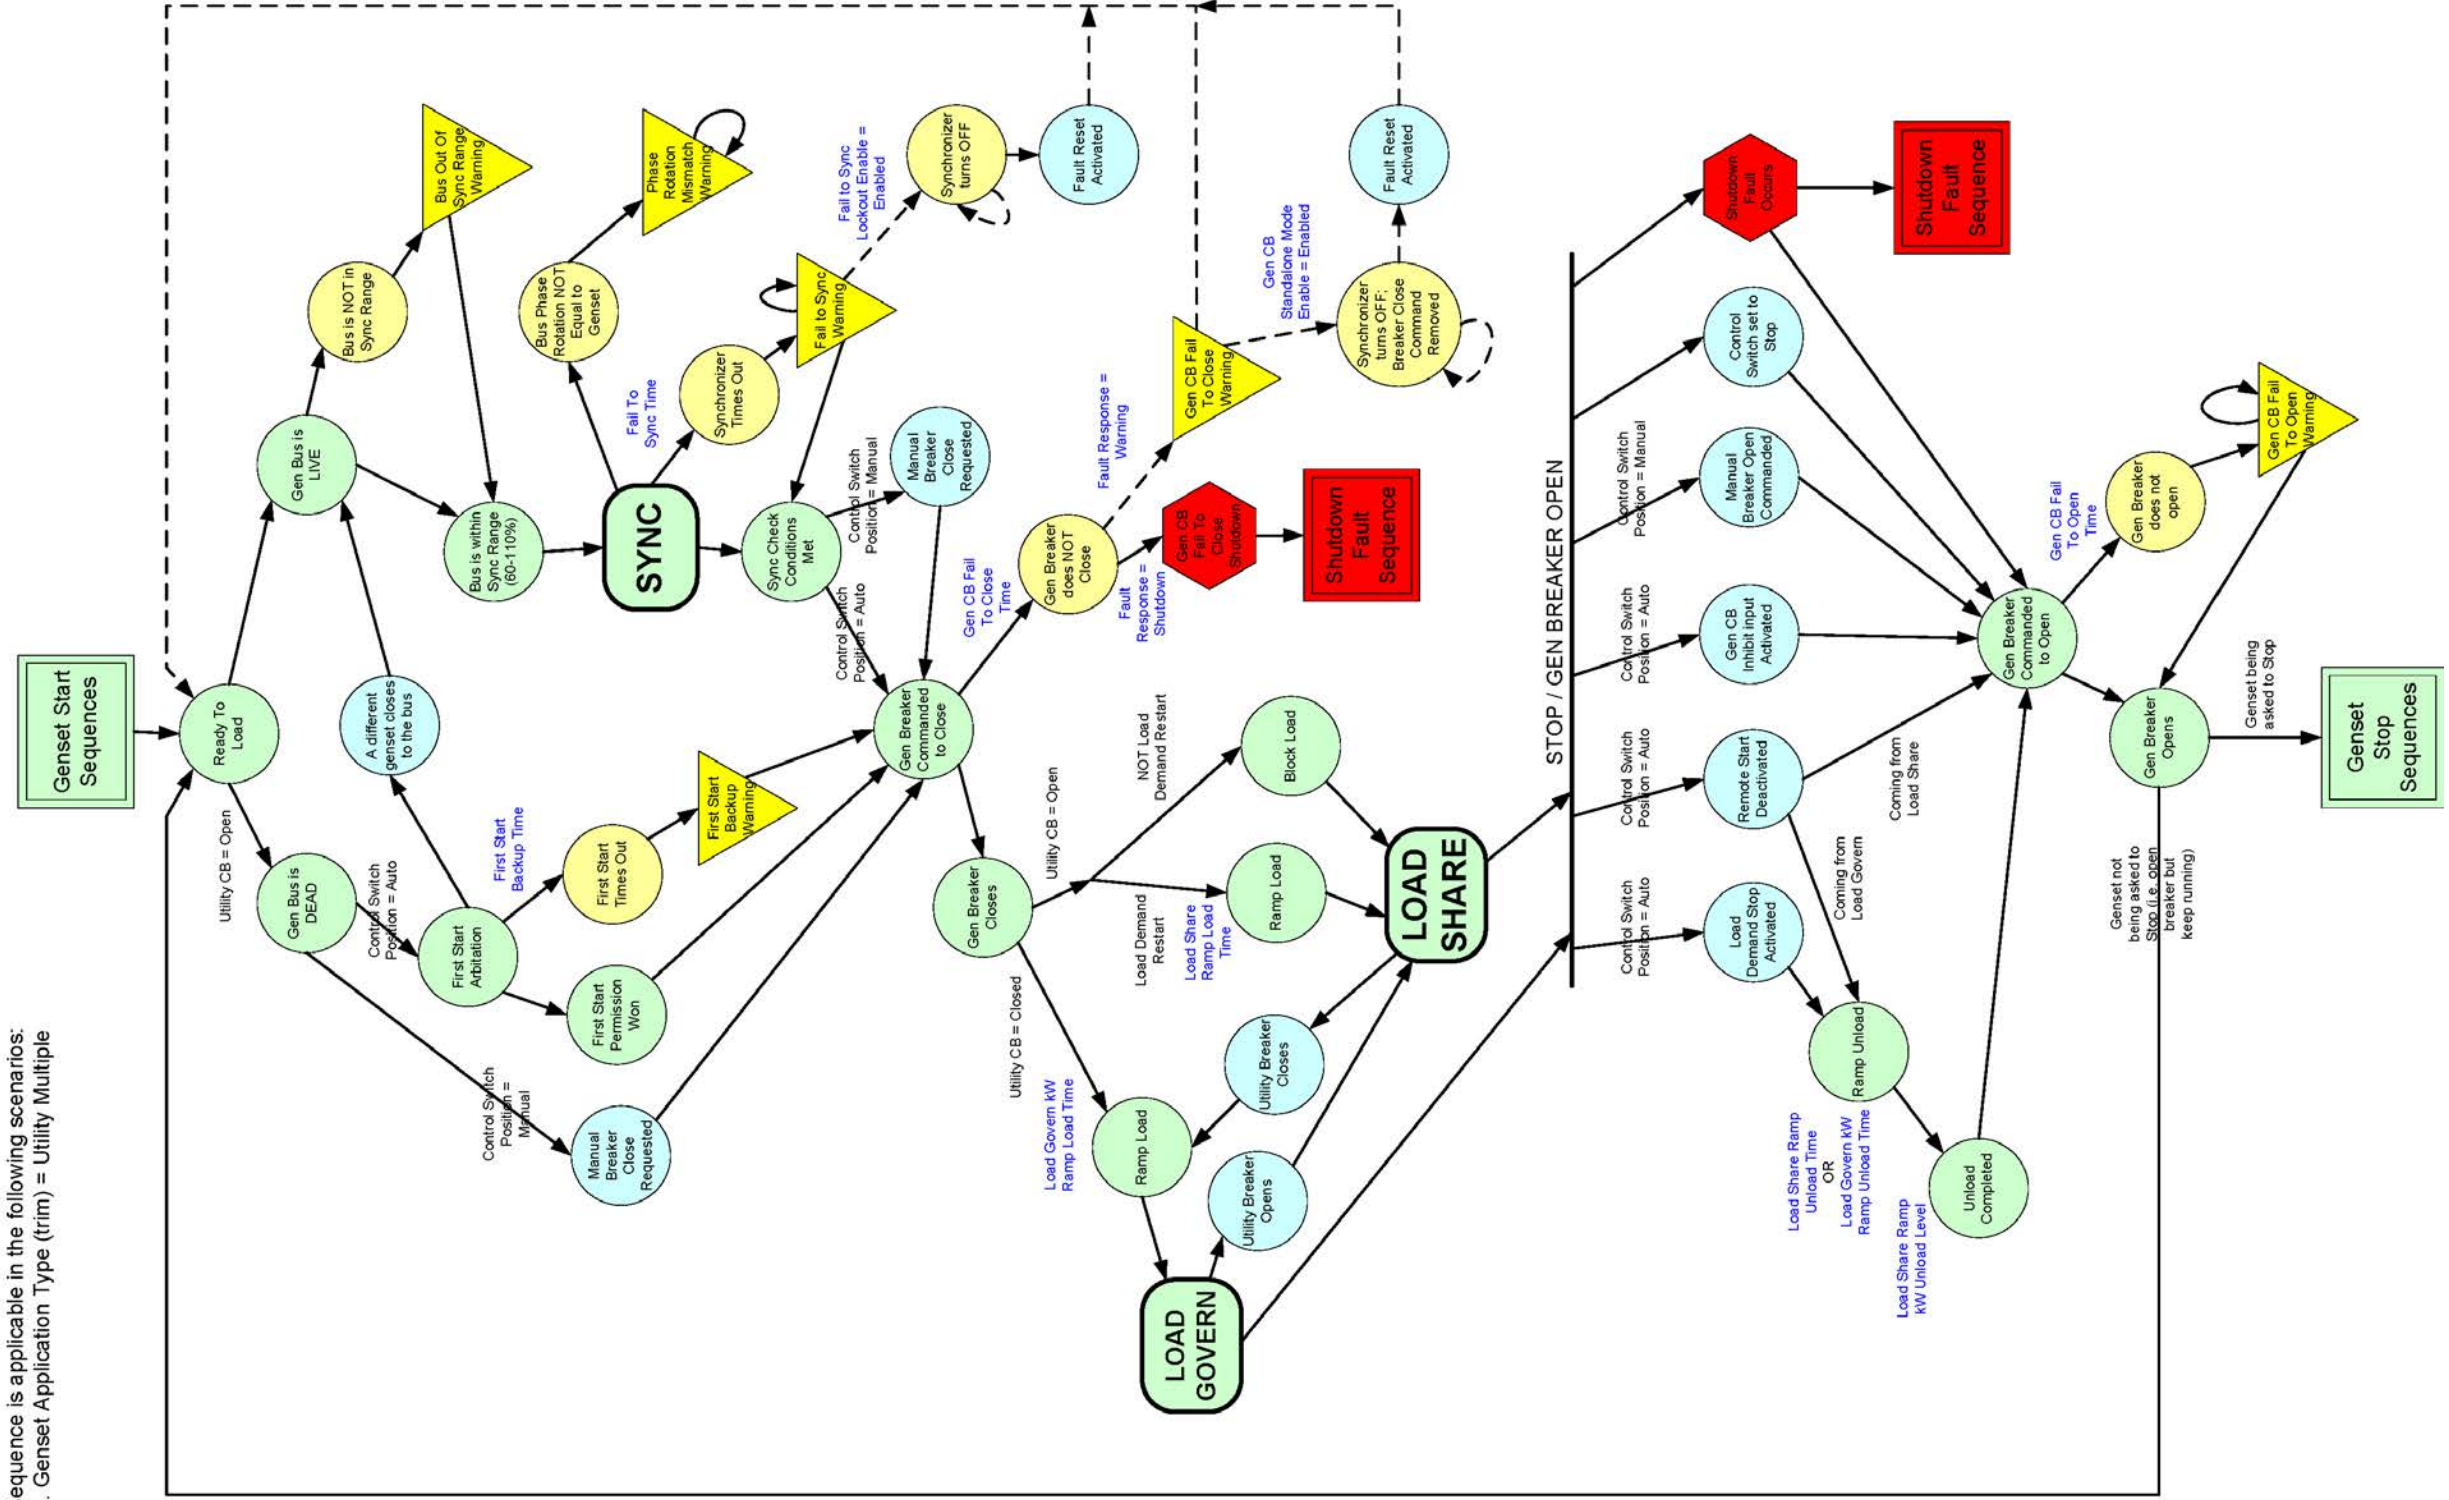 equence is applicable in the following scenarios:
. Genset Application Type (trim) = Utility Multiple
Genset Start
Sequences
Ready To
Load
Utility CB = Open
Gen Bus is
DEAD
Gen Bus is
LIVE
Bus is NOT in
Sync Range
Bus Out Of
Sync Range
Warning
A different
genset closes
to the bus
Control Switch
Position = Auto
First Start
Arbitation
Bus is within
Sync Range
(60-110%)
Control Switch
Position =
Manual
First Start
Backup Time
First Start
Permission
Won
First Start
Times Out
Manual
Breaker
Close
Requested
Bus Phase
Rotation NOT
Equal to
Genset
Phase
Rotation
Mismatch
Warning
SYNC
Fail To
Sync Time
Synchronizer
Times Out
First Start
Backup
Warning
Fail to Sync
Warning
Fail to Sync
Lockout Enable =
Enabled
Sync Check
Conditions
Met
Control Switch
Position = Auto
Control Switch
Position = Manual
Manual
Breaker
Close
Requested
Synchronizer
turns OFF
Gen Breaker
Commanded
to Close
Gen CB Fail
To Close
Time
Fault Reset
Activated
Gen Breaker
Closes
Gen Breaker
does NOT
Close
Utility CB = Closed
Utility CB = Open
Fault Response =
Warning
Fault
Response =
Shutdown
Load Govern kW
Ramp Load Time
Load Demand
Restart
NOT Load
Demand Restart
Ramp Load
Load Share
Ramp Load
Time
Gen CB
Fail To
Close
Shutdown
Gen CB Fail
To Close
Warning
Gen CB
Standalone Mode
Enable = Enabled
LOAD
GOVERN
Utility Breaker
Opens
Utility Breaker
Closes
Ramp Load
Block Load
Shutdown
Fault
Sequence
Synchronizer
turns OFF;
Breaker Close
Command
Removed
Fault Reset
Activated
LOAD
SHARE
STOP / GEN BREAKER OPEN
Control Switch
Position = Auto
Control Switch
Position = Auto
Control Switch
Position = Auto
Control Switch
Position = Manual
Load
Demand Stop
Activated
Remote Start
Deactivated
Gen CB
Inhibit input
Activated
Manual
Breaker Open
Commanded
Control
Switch set to
Stop
Shutdown
Fault
Occurs
Load Share Ramp
Unload Time
OR
Load Govern kW
Ramp Unload Time
Ramp Unload
Coming from
Load Govern
Coming from
Load Share
Shutdown
Fault
Sequence
Load Share Ramp
kW Unload Level
Unload
Completed
Gen Breaker
Commanded
to Open
Gen CB Fail
To Open
Time
Genset not
being asked to
Stop (i.e. open
breaker but
keep running)
Gen Breaker
Opens
Gen Breaker
does not
open
Genset being
asked to Stop
Gen CB Fail
To Open
Warning
Genset
Stop
Sequences